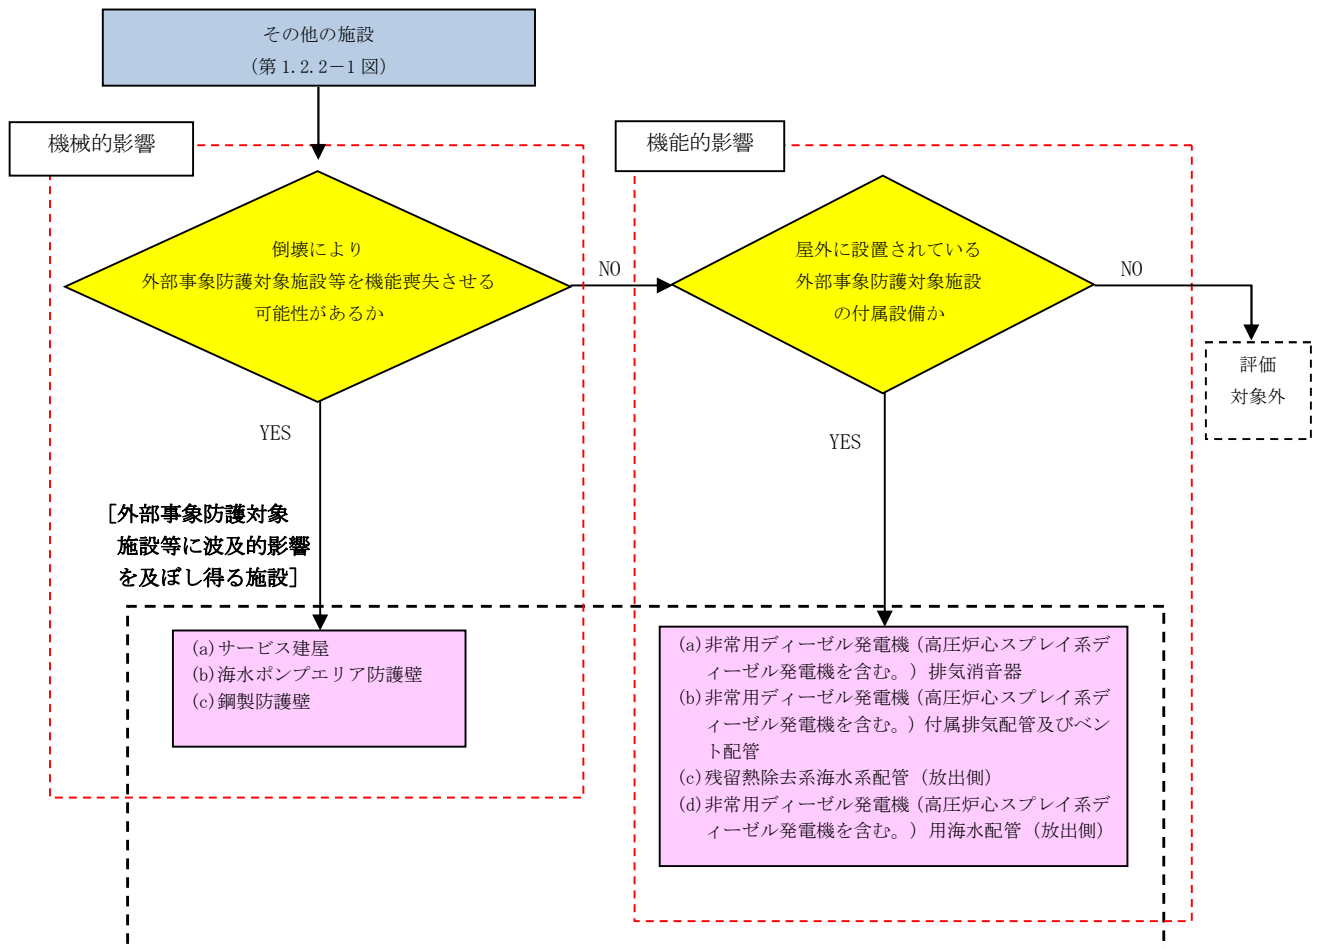 その他の施設
（第1.2.2－1図）
機械的影響
機能的影響
倒壊により
外部事象防護対象施設等を機能喪失させる
可能性があるか
NO
屋外に設置されている
外部事象防護対象施設
の付属設備か
NO
評価
対象外
YES
YES
［外部事象防護対象
施設等に波及的影響
を及ぼし得る施設］
(a)サービス建屋
(b)海水ポンプエリア防護壁
(c)鋼製防護壁
(a)非常用ディーゼル発電機（高圧炉心スプレイ系デ
ィーゼル発電機を含む。）排気消音器
(b)非常用ディーゼル発電機（高圧炉心スプレイ系デ
ィーゼル発電機を含む。）付属排気配管及びベン
ト配管
(c)残留熱除去系海水系配管（放出側）
(d)非常用ディーゼル発電機（高圧炉心スプレイ系デ
ィーゼル発電機を含む。）用海水配管（放出側）